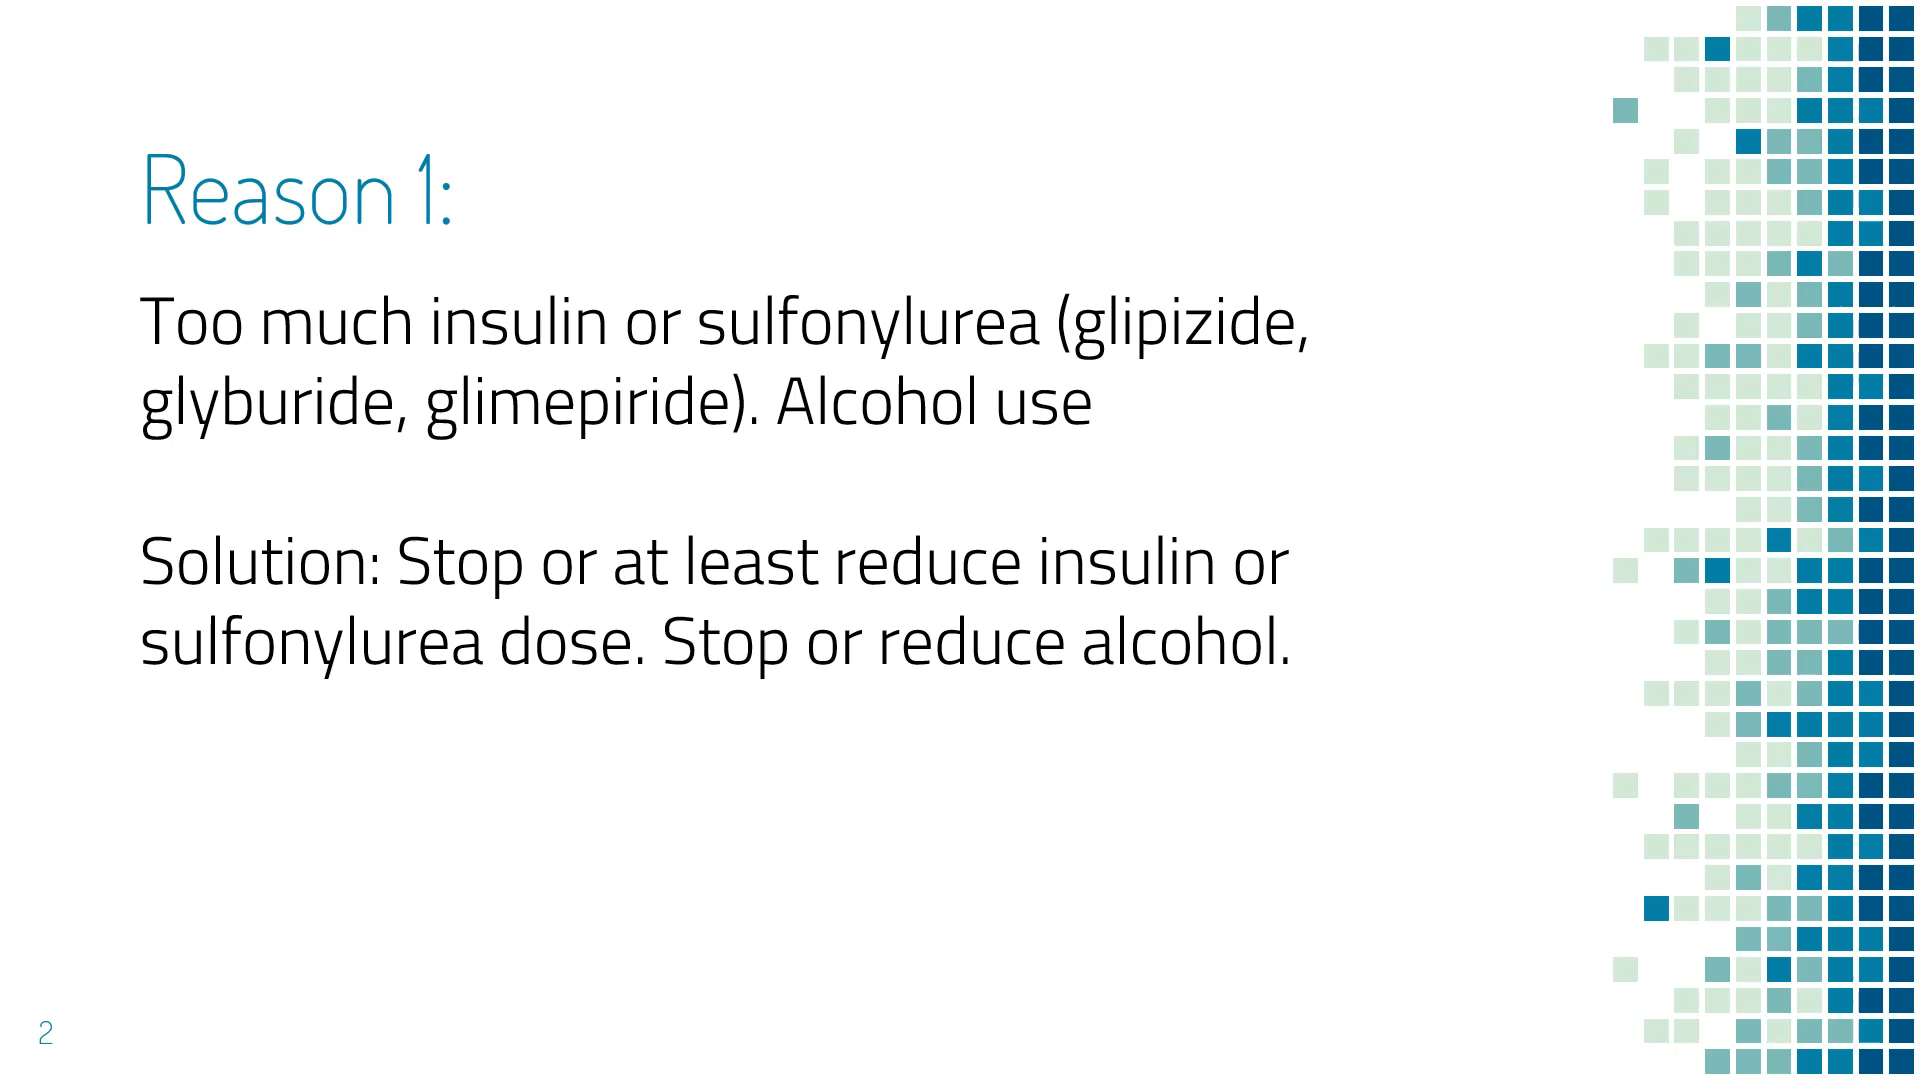 Reason 1:
Too much insulin or sulfonylurea (glipizide,
glyburide, glimepiride). Alcohol use
Solution: Stop or at least reduce insulin or
sulfonylurea dose. Stop or reduce alcohol.
2